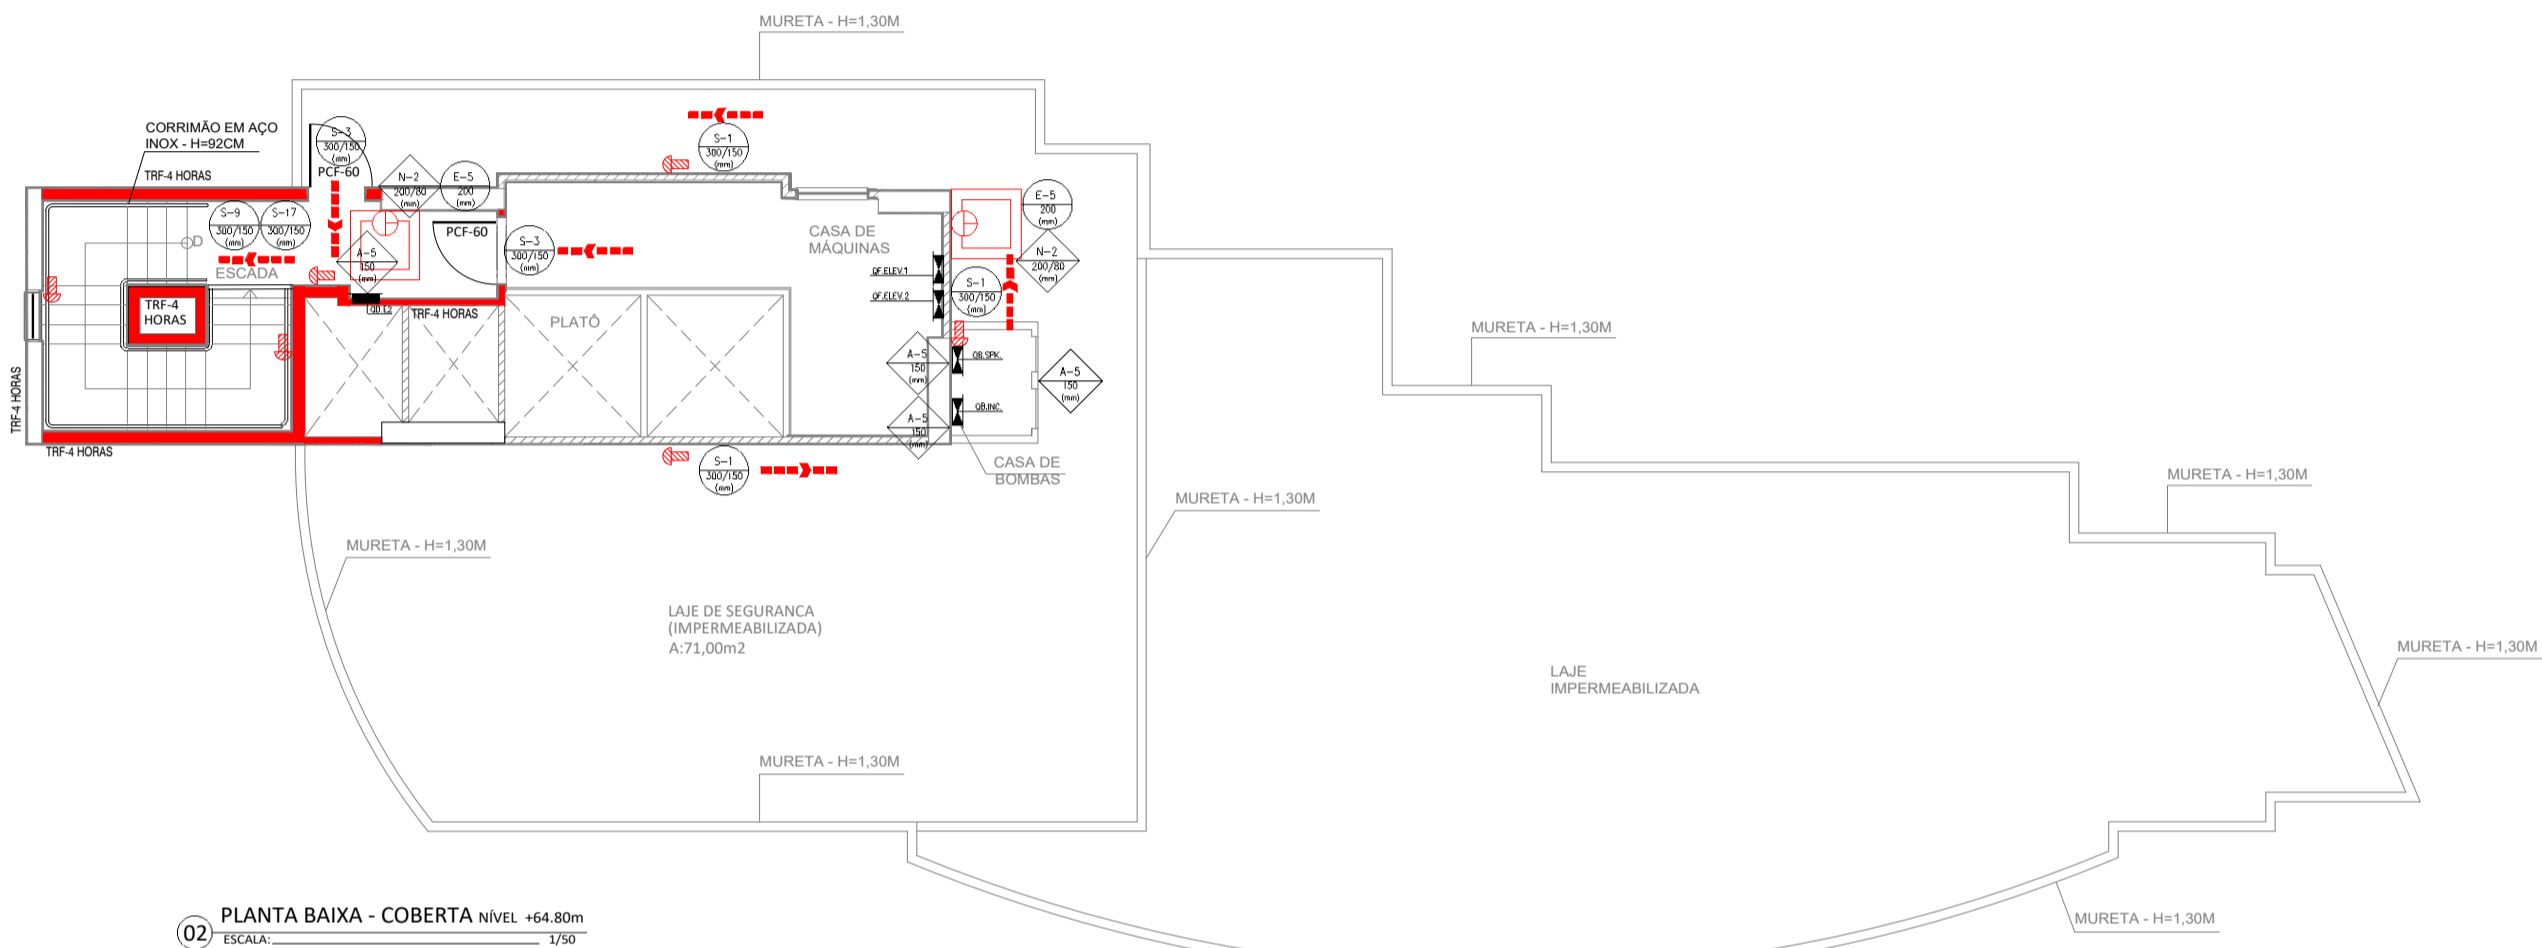 MURETA - H=1,30M
CORRIMÃO EM AÇO
INOX - H=92CM
TRF-4 HORAS
S-3
300/150
(mm)
PCF-60
S-1
300/150
(mm)
N-2
200/80
(mm)
E-5
200
(mm)
S-9
300/150
(mm)
S-17
300/150
(mm)
D
ESCADA
A-5
150
(mm)
PCF-60
S-3
300/150
(mm)
CASA DE
MÁQUINAS
E-5
200
(mm)
N-2
200/80
(mm)
QF.ELEV.1
QF.ELEV.2
S-1
300/150
(mm)
TRF-4
HORAS
TRF-4 HORAS
PLATÔ
A-5
150
(mm)
QB.SPK.
A-5
150
(mm)
QB.INC.
A-5
150
(mm)
TRF-4 HORAS
TRF-4 HORAS
S-1
300/150
(mm)
CASA DE
BOMBAS
MURETA - H=1,30M
MURETA - H=1,30M
MURETA - H=1,30M
MURETA - H=1,30M
LAJE DE SEGURANCA
(IMPERMEABILIZADA)
A:71,00m2
LAJE
IMPERMEABILIZADA
MURETA - H=1,30M
MURETA - H=1,30M
MURETA - H=1,30M
02
PLANTA BAIXA - COBERTA NÍVEL +64.80m
ESCALA: 1/50